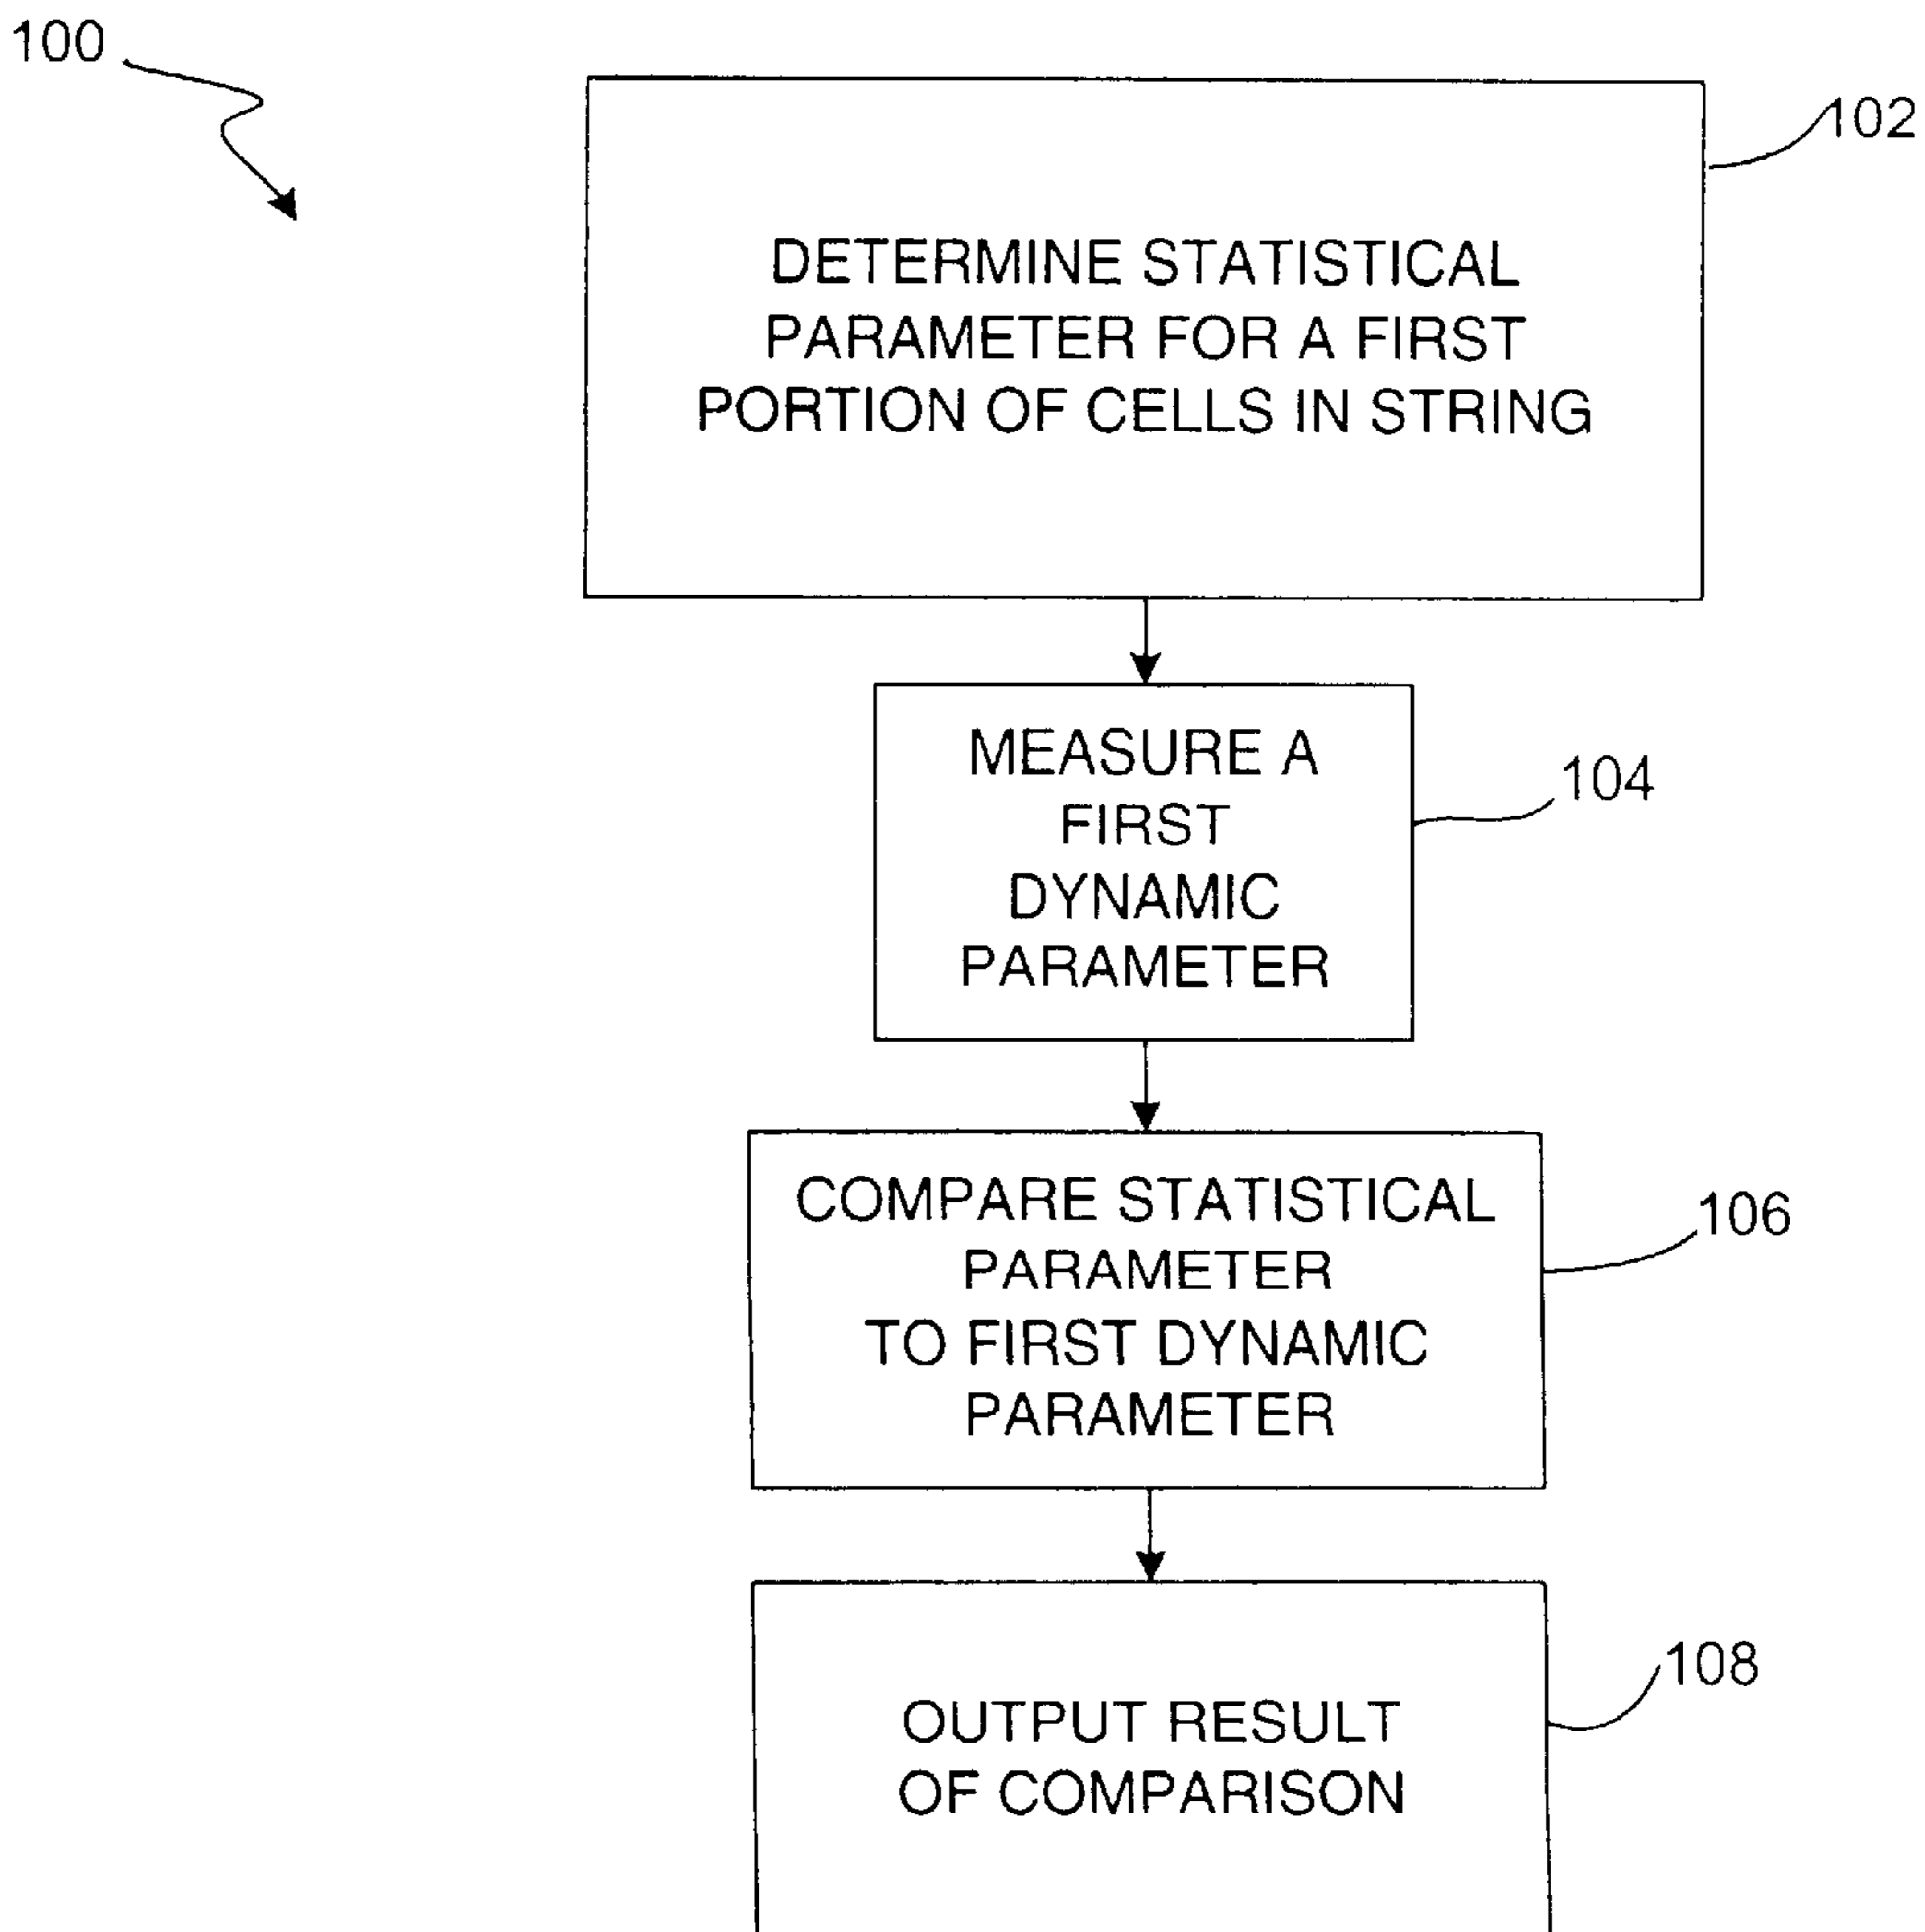 100
102
DETERMINE STATISTICAL
PARAMETER FOR A FIRST
PORTION OF CELLS IN STRING
MEASURE A
FIRST
DYNAMIC
PARAMETER
104
COMPARE STATISTICAL
PARAMETER
TO FIRST DYNAMIC
PARAMETER
106
108
OUTPUT RESULT
OF COMPARISON